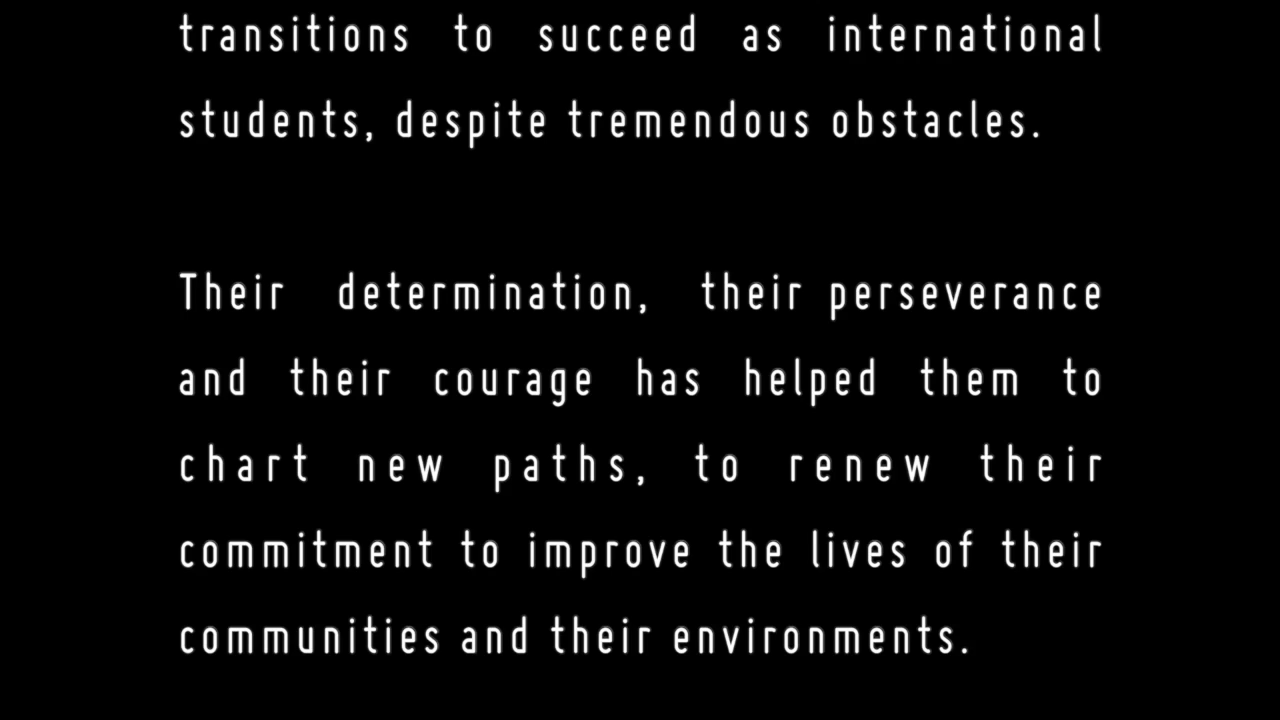 transitions to succeed as international
students, despite tremendous obstacles.
Their determination, their perseverance
and their courage has helped them to
chart new paths, to renew their
commitment to improve the lives of their
communities and their environments.